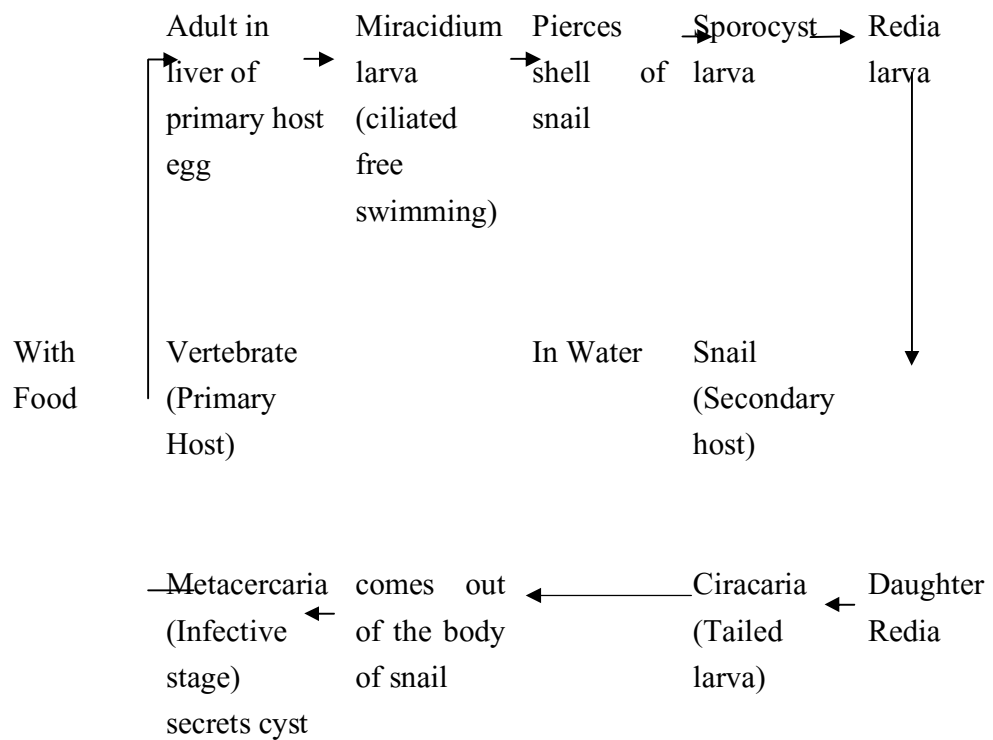 Adult in
liver of
primary host
egg
Miracidium
larva
(ciliated
free
swimming)
Pierces
shell of
snail
Sporocyst
larva
Redia
larva
With
Food
Vertebrate
(Primary
Host)
In Water
Snail
(Secondary
host)
Metacercaria
(Infective
stage)
secrets cyst
comes out
of the body
of snail
Ciracaria
(Tailed
larva)
Daughter
Redia